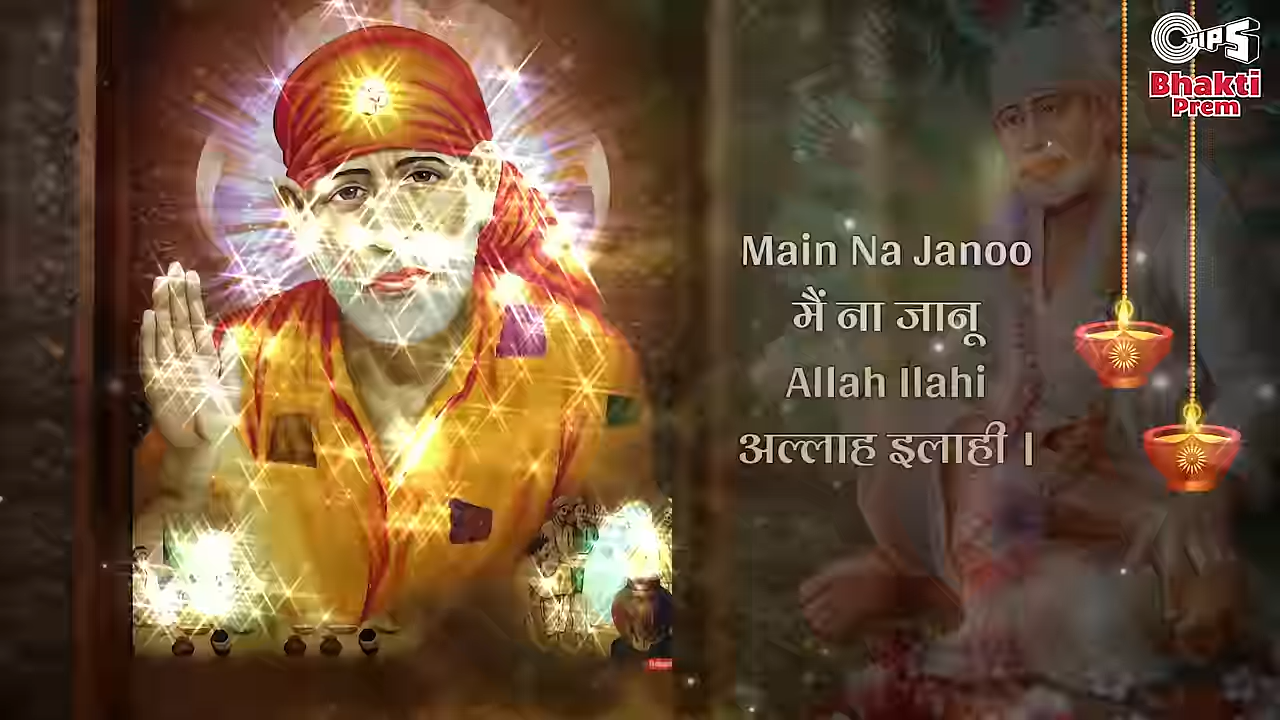 TIPS
Bhakti
Prem
Main Na Janoo
मैं ना जानू
Allah Ilahi
अल्लाह इलाही |